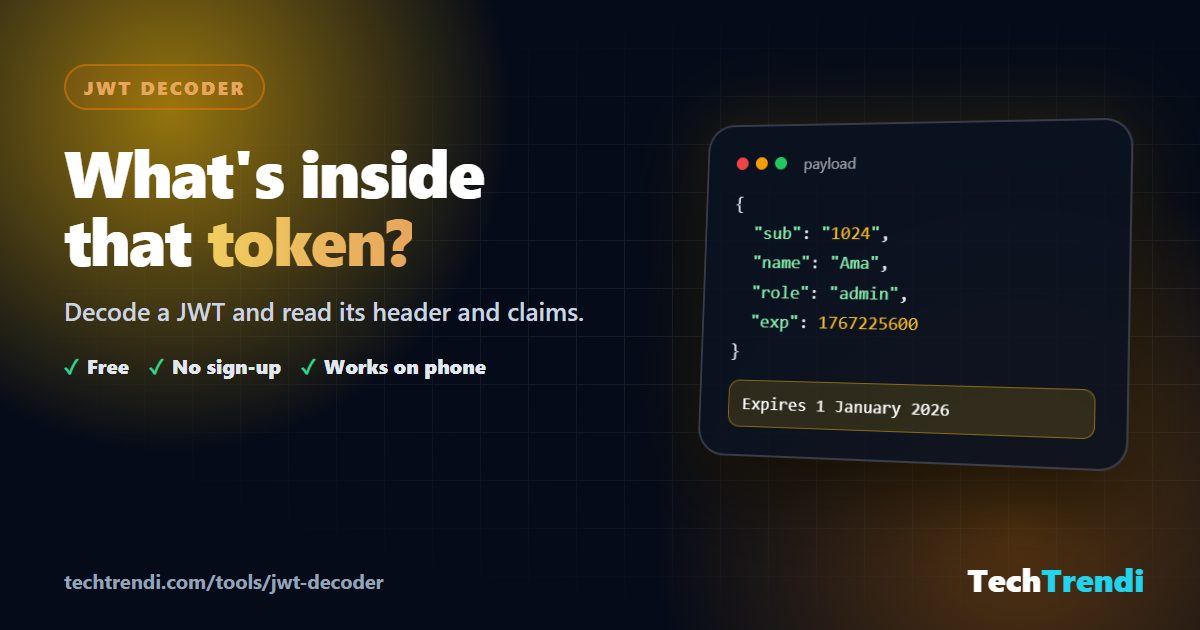 JWT DECODER
What's inside
that token?
Decode a JWT and read its header and claims.
✓ Free ✓ No sign-up ✓ Works on phone
payload
{
"sub": "1024",
"name": "Ama",
"role": "admin",
"exp": 1767225600
}
Expires 1 January 2026
techtrendi.com/tools/jwt-decoder
TechTrendi